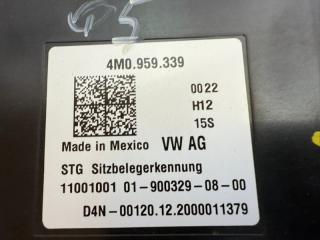 4M0.959.339
0022
H12
15S
Made in Mexico VW AG
STG Sitzbelegerkennung
11001001 01-900329-08-00
D4N-00120.12.2000011379